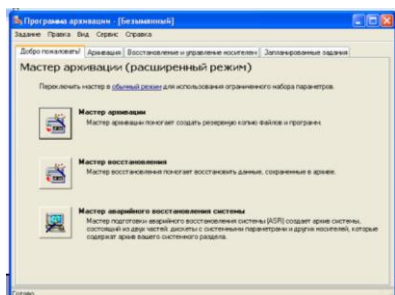 Программа архивации - [Безымянный]
Задание Правка Вид Сервис Справка
Добро пожаловать! Архивация Восстановление и управление носителем Запланированные задания
Мастер архивации (расширенный режим)
Переключить мастер в обычный режим для использования ограниченного набора параметров.
Мастер архивации
Мастер архивации помогает создать резервную копию файлов и программ.
Мастер восстановления
Мастер восстановления помогает восстановить данные, сохраненные в архиве.
Мастер аварийного восстановления системы
Мастер подготовки аварийного восстановления системы (ASR) создает архив системы,
состоящий из двух частей: дискеты с системными параметрами и других носителей, которые
содержат архив вашего системного раздела.
Готово